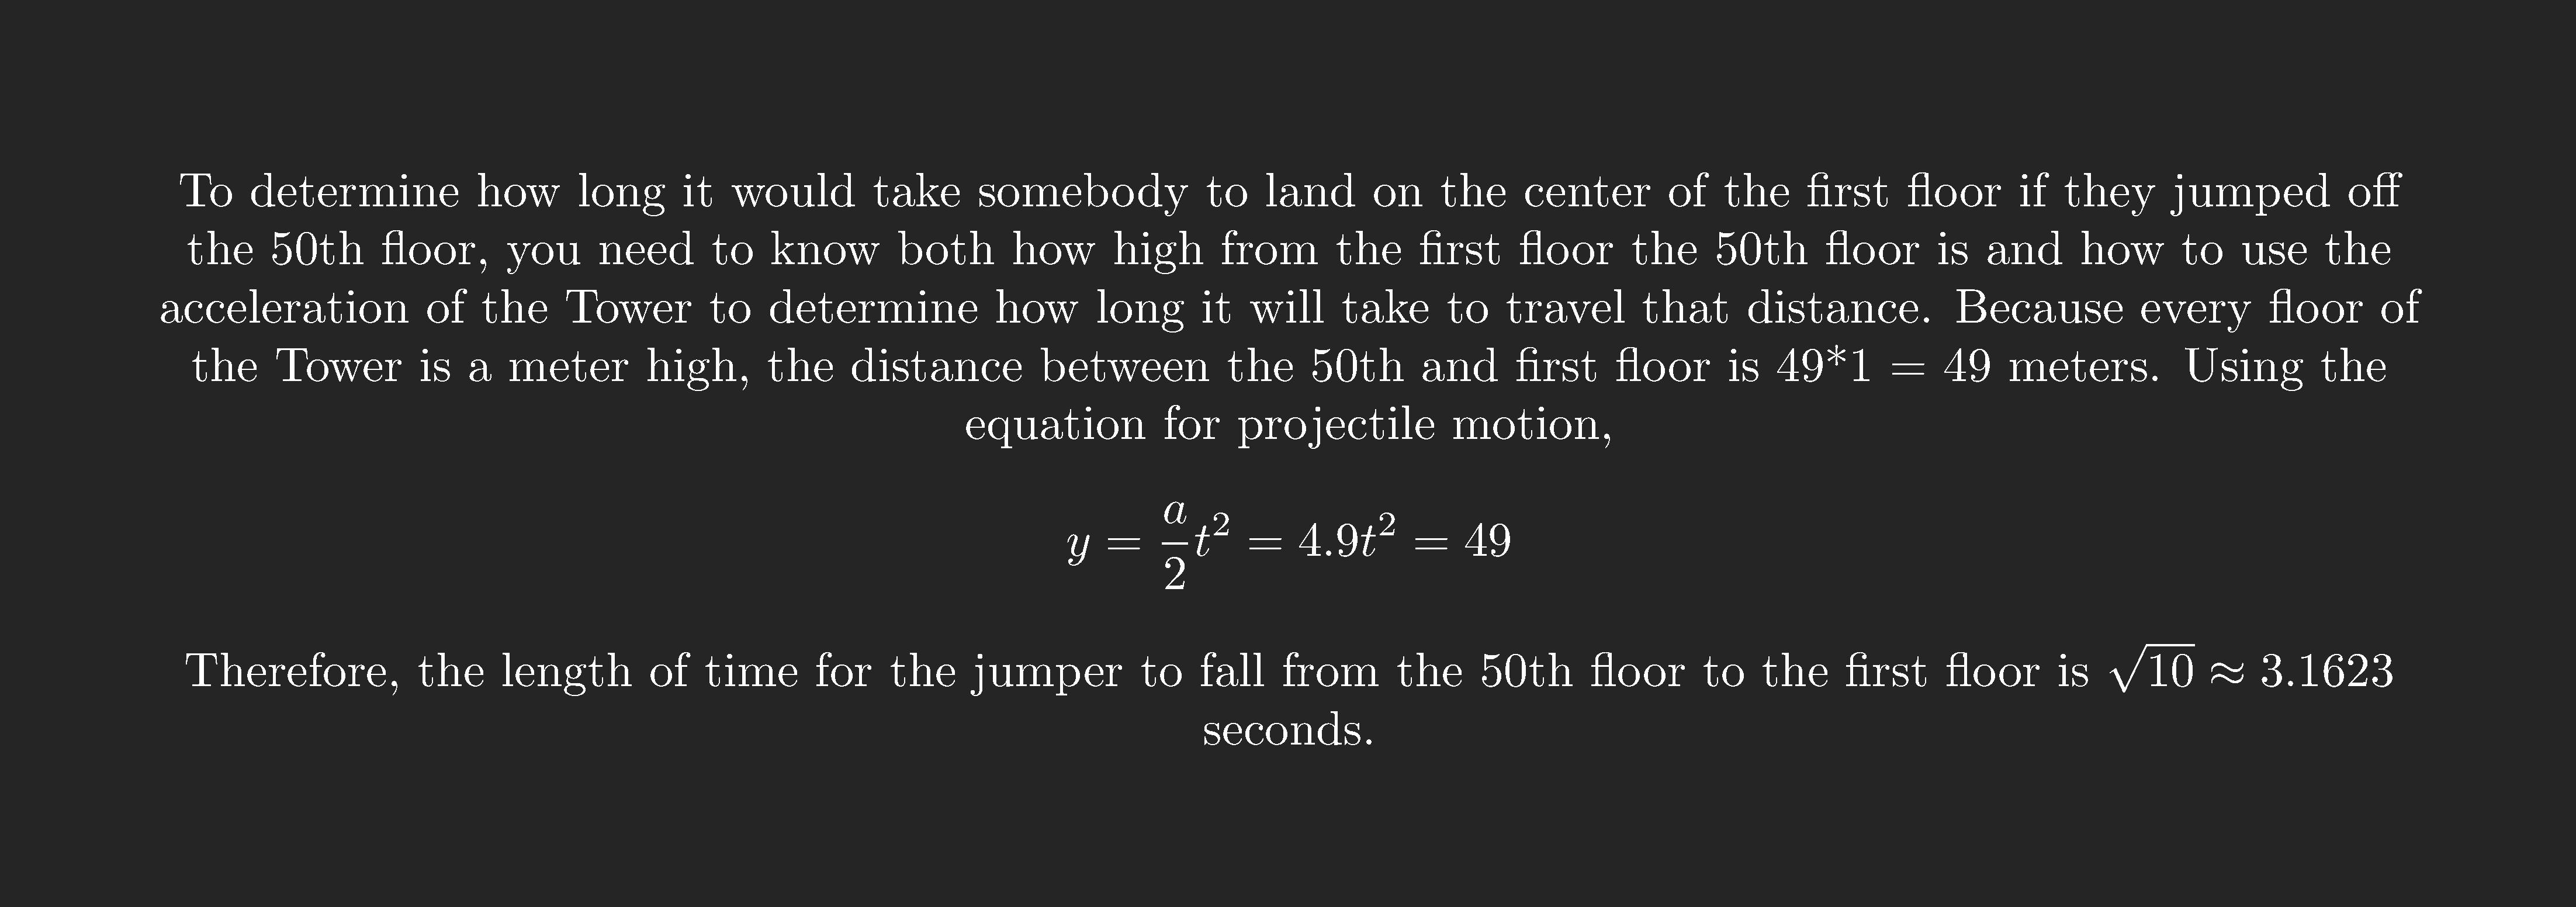 To determine how long it would take somebody to land on the center of the first floor if they jumped off
the 50th floor, you need to know both how high from the first floor the 50th floor is and how to use the
acceleration of the Tower to determine how long it will take to travel that distance. Because every floor of
the Tower is a meter high, the distance between the 50th and first floor is 49*1 = 49 meters. Using the
equation for projectile motion,
y = \frac{a}{2}t^2 = 4.9t^2 = 49
Therefore, the length of time for the jumper to fall from the 50th floor to the first floor is √10 ≈ 3.1623
seconds.